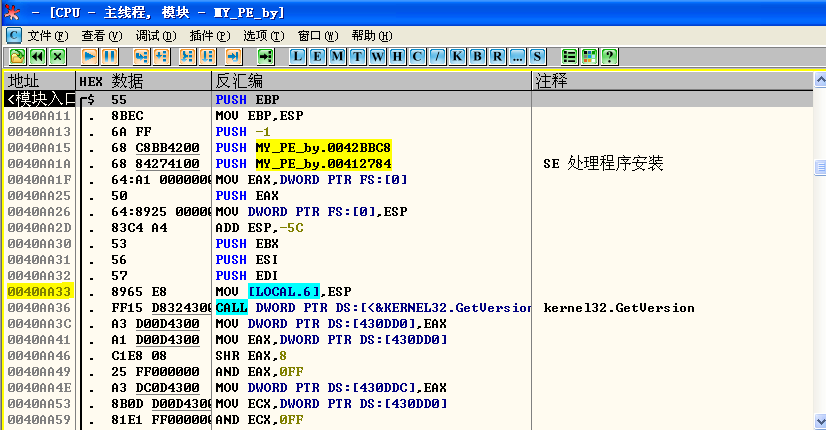 - [CPU - 主线程, 模块 - MY_PE_by]
C 文件(F) 查看(V) 调试(D) 插件(P) 选项(T) 窗口(W) 帮助(H)
L E M T W H C / K B R ... S ?
地址 HEX 数据 反汇编 注释
<模块入口 $ 55 PUSH EBP
0040AA11 . 8BEC MOV EBP,ESP
0040AA13 . 6A FF PUSH -1
0040AA15 . 68 C8BB4200 PUSH MY_PE_by.0042BBC8
0040AA1A . 68 84274100 PUSH MY_PE_by.00412784 SE 处理程序安装
0040AA1F . 64:A1 0000000 MOV EAX,DWORD PTR FS:[0]
0040AA25 . 50 PUSH EAX
0040AA26 . 64:8925 00000 MOV DWORD PTR FS:[0],ESP
0040AA2D . 83C4 A4 ADD ESP,-5C
0040AA30 . 53 PUSH EBX
0040AA31 . 56 PUSH ESI
0040AA32 . 57 PUSH EDI
0040AA33 . 8965 E8 MOV [LOCAL.6],ESP
0040AA36 . FF15 D8324300 CALL DWORD PTR DS:[<&KERNEL32.GetVersion kernel32.GetVersion
0040AA3C . A3 D00D4300 MOV DWORD PTR DS:[430DD0],EAX
0040AA41 . A1 D00D4300 MOV EAX,DWORD PTR DS:[430DD0]
0040AA46 . C1E8 08 SHR EAX,8
0040AA49 . 25 FF000000 AND EAX,0FF
0040AA4E . A3 DC0D4300 MOV DWORD PTR DS:[430DDC],EAX
0040AA53 . 8B0D D00D4300 MOV ECX,DWORD PTR DS:[430DD0]
0040AA59 . 81E1 FF000000 AND ECX,0FF